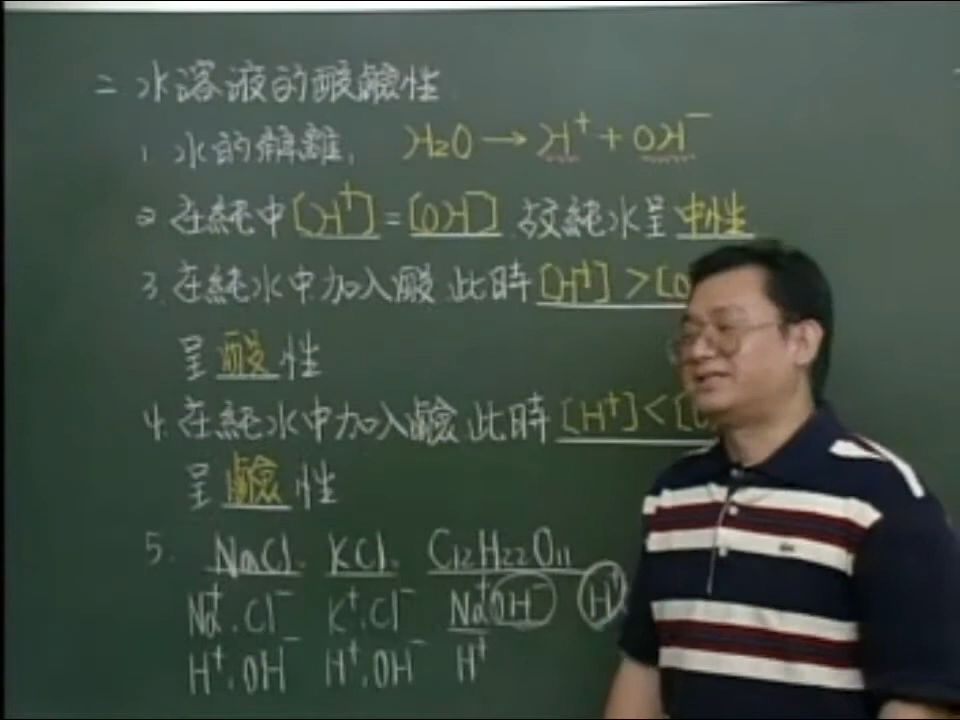 二 水溶液的酸鹼性
1. 水的解離, H₂O → H⁺ + OH⁻
2 在純中[H⁺]=[OH⁻] 故純水呈中性
3. 在純水中加入酸 此時[H⁺]>[O
呈酸性
4. 在純水中加入鹼 此時[H⁺]<[O
呈鹼性
5. NaCl. KCl. C₁₂H₂₂O₁₁
Na⁺.Cl⁻ K⁺.Cl⁻ Na⁺OH⁻ H⁺
H⁺.OH⁻ H⁺.OH⁻ H⁺